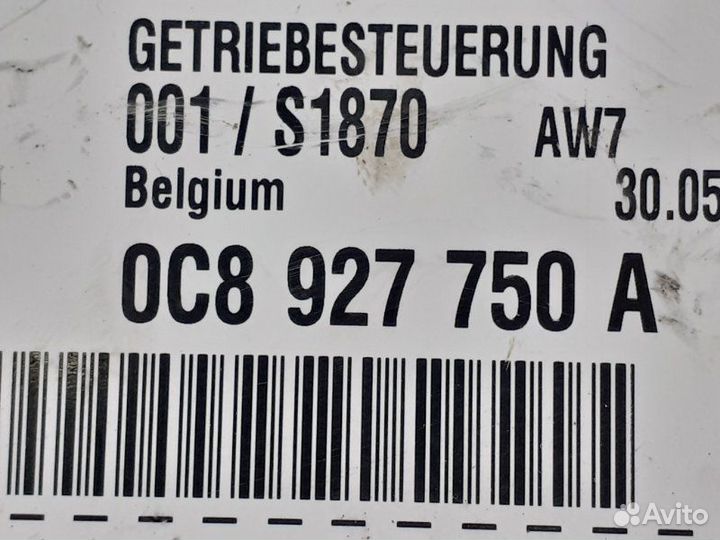 GETRIEBESTEUERUNG
001 / S1870 AW7
Belgium 30.05
0C8 927 750 A
Avito